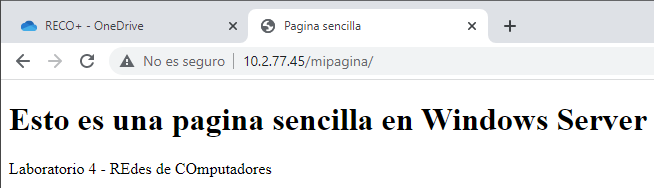 RECO+ - OneDrive
Pagina sencilla
No es seguro
10.2.77.45/mipagina/
Esto es una pagina sencilla en Windows Server
Laboratorio 4 - REdes de COmputadores